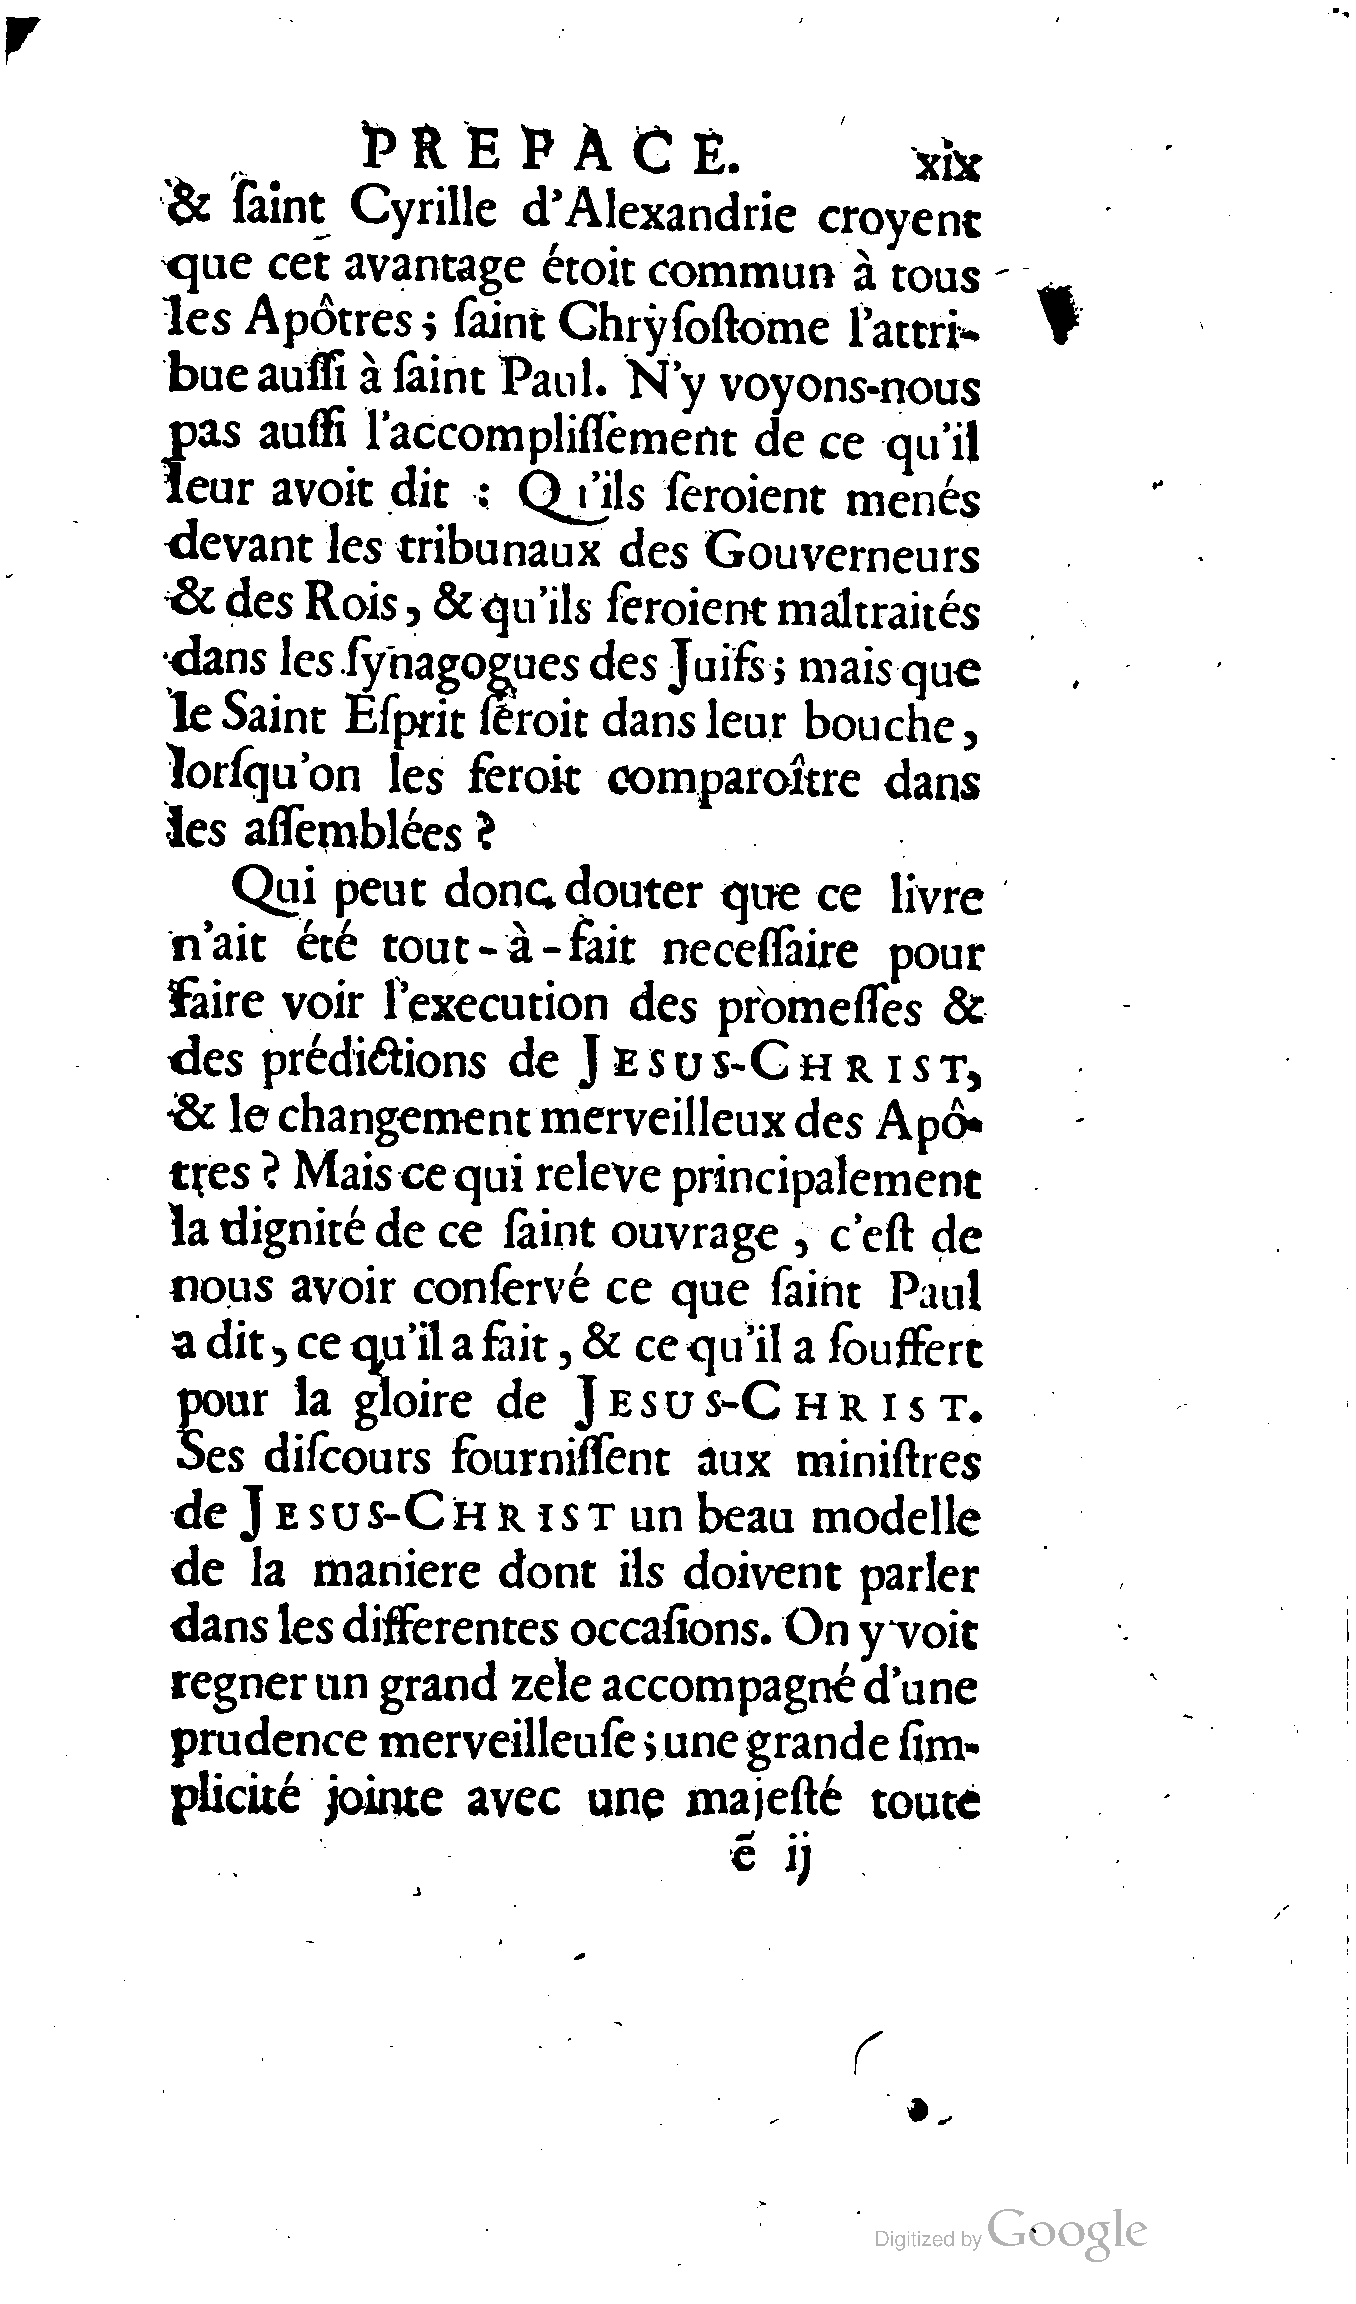 PREFACE. xix
& ſaint Cyrille d'Alexandrie croyent
que cet avantage étoit commun à tous
les Apôtres ; ſaint Chryſoſtome l'attri-
bue auſſi à ſaint Paul. N'y voyons-nous
pas auſſi l'accompliſſement de ce qu'il
leur avoit dit : Qu'ils ſeroient menés
devant les tribunaux des Gouverneurs
& des Rois, & qu'ils ſeroient maltraités
dans les ſynagogues des Juifs ; mais que
le Saint Eſprit ſeroit dans leur bouche,
lorſqu'on les feroit comparoître dans
les aſſemblées ?
Qui peut donc douter que ce livre
n'ait été tout-à-fait neceſſaire pour
faire voir l'execution des promeſſes &
des prédictions de JESUS-CHRIST,
& le changement merveilleux des Apô-
tres ? Mais ce qui releve principalement
la dignité de ce ſaint ouvrage, c'eſt de
nous avoir conſervé ce que ſaint Paul
a dit, ce qu'il a fait, & ce qu'il a ſouffert
pour la gloire de JESUS-CHRIST.
Ses diſcours fourniſſent aux miniſtres
de JESUS-CHRIST un beau modelle
de la maniere dont ils doivent parler
dans les differentes occaſions. On y voit
regner un grand zele accompagné d'une
prudence merveilleuſe ; une grande ſim-
plicité jointe avec une majeſté toute
ẽ ij
Digitized by Google